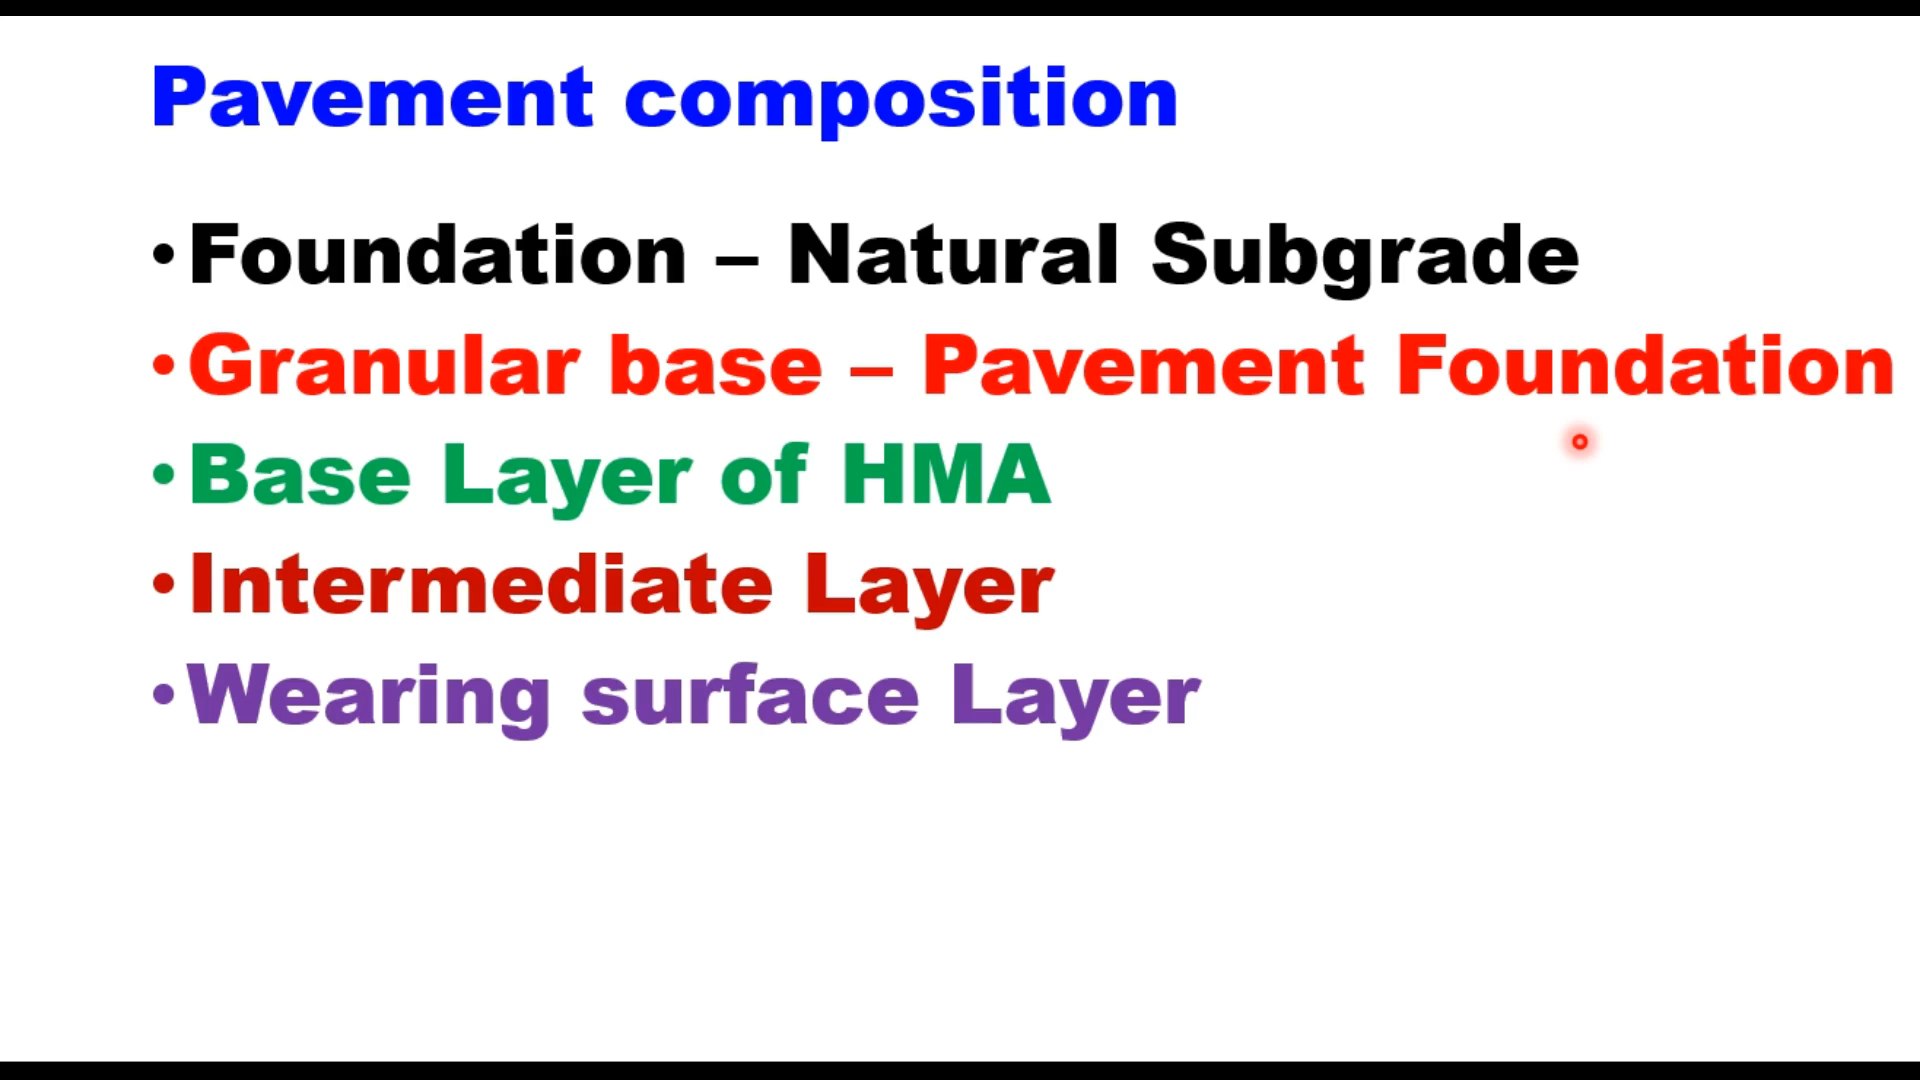 Pavement composition
•Foundation – Natural Subgrade
•Granular base – Pavement Foundation
•Base Layer of HMA
•Intermediate Layer
•Wearing surface Layer